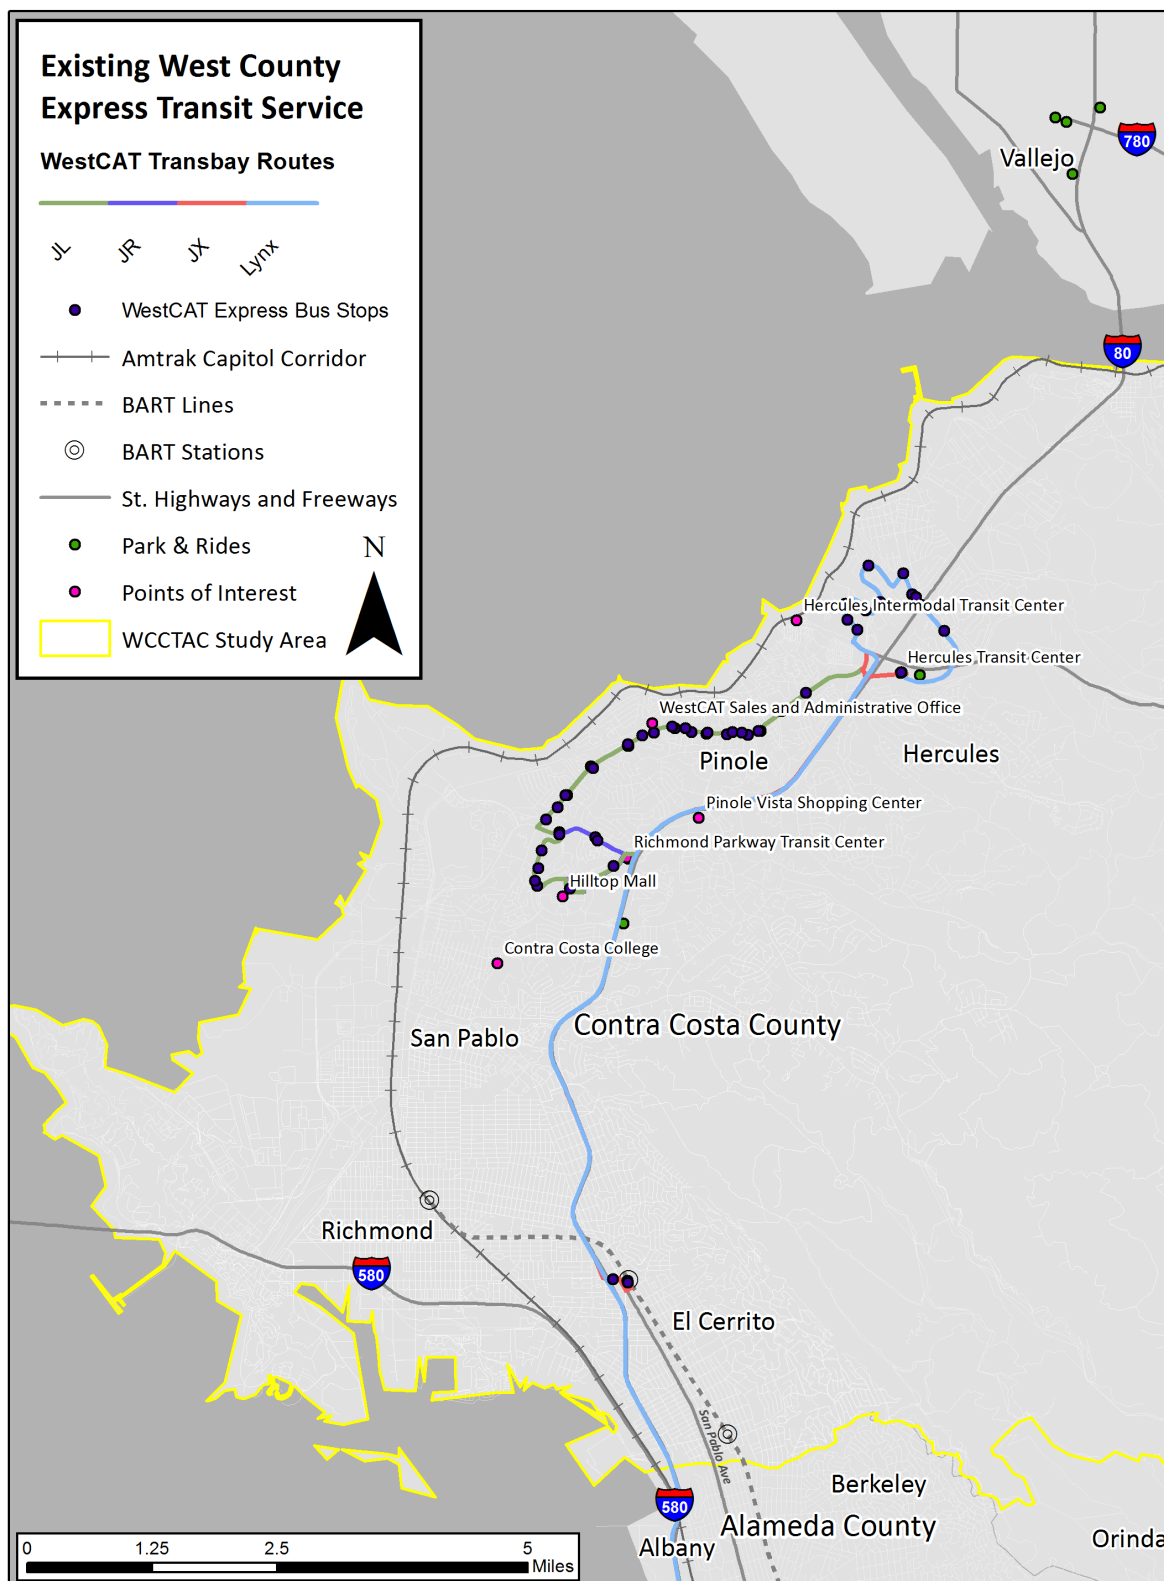 Existing West County
Express Transit Service
WestCAT Transbay Routes
JL JR JX Lynx
WestCAT Express Bus Stops
Amtrak Capitol Corridor
BART Lines
BART Stations
St. Highways and Freeways
Park & Rides
N
Points of Interest
WCCTAC Study Area
780
Vallejo
80
Hercules Intermodal Transit Center
Hercules Transit Center
WestCAT Sales and Administrative Office
Pinole
Hercules
Pinole Vista Shopping Center
Richmond Parkway Transit Center
Hilltop Mall
Contra Costa College
San Pablo
Contra Costa County
Richmond
580
El Cerrito
San Pablo Ave
Berkeley
580
Alameda County
Albany
Orinda
0 1.25 2.5 5
Miles